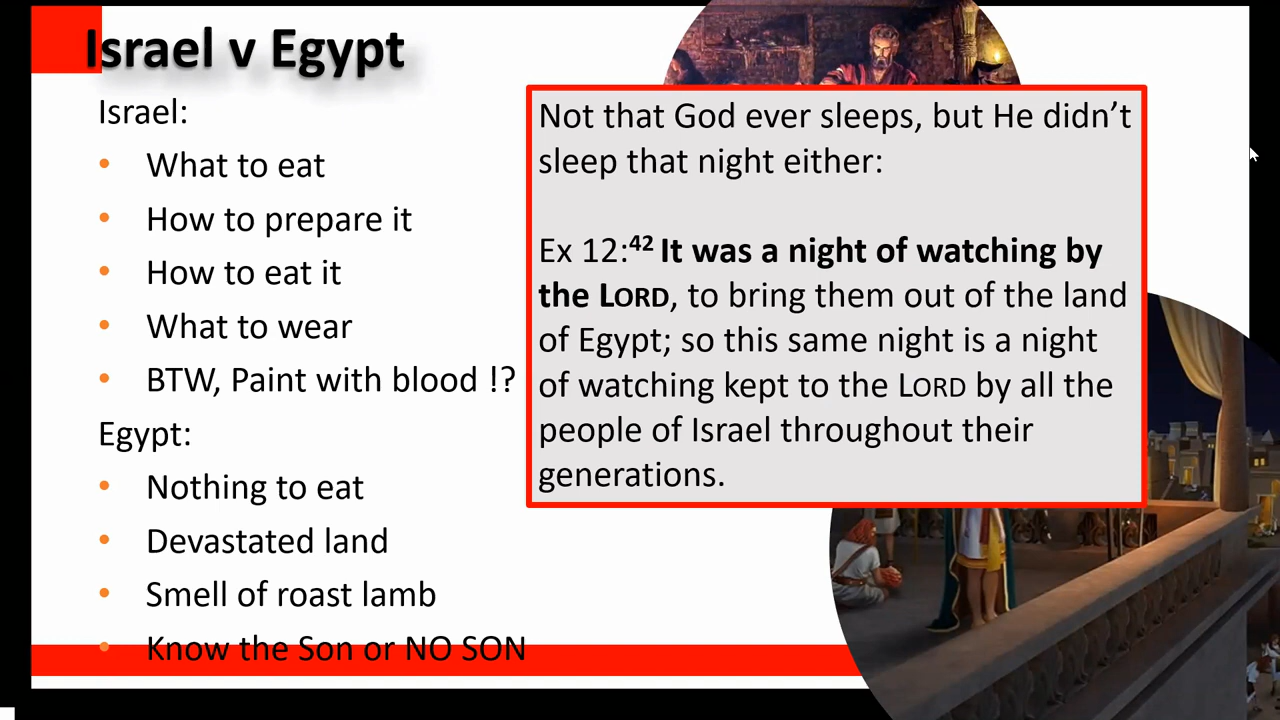 Israel v Egypt
Israel:
• What to eat
• How to prepare it
• How to eat it
• What to wear
• BTW, Paint with blood !?
Egypt:
• Nothing to eat
• Devastated land
• Smell of roast lamb
• Know the Son or NO SON
Not that God ever sleeps, but He didn’t
sleep that night either:
Ex 12:⁴² It was a night of watching by
the LORD, to bring them out of the land
of Egypt; so this same night is a night
of watching kept to the LORD by all the
people of Israel throughout their
generations.